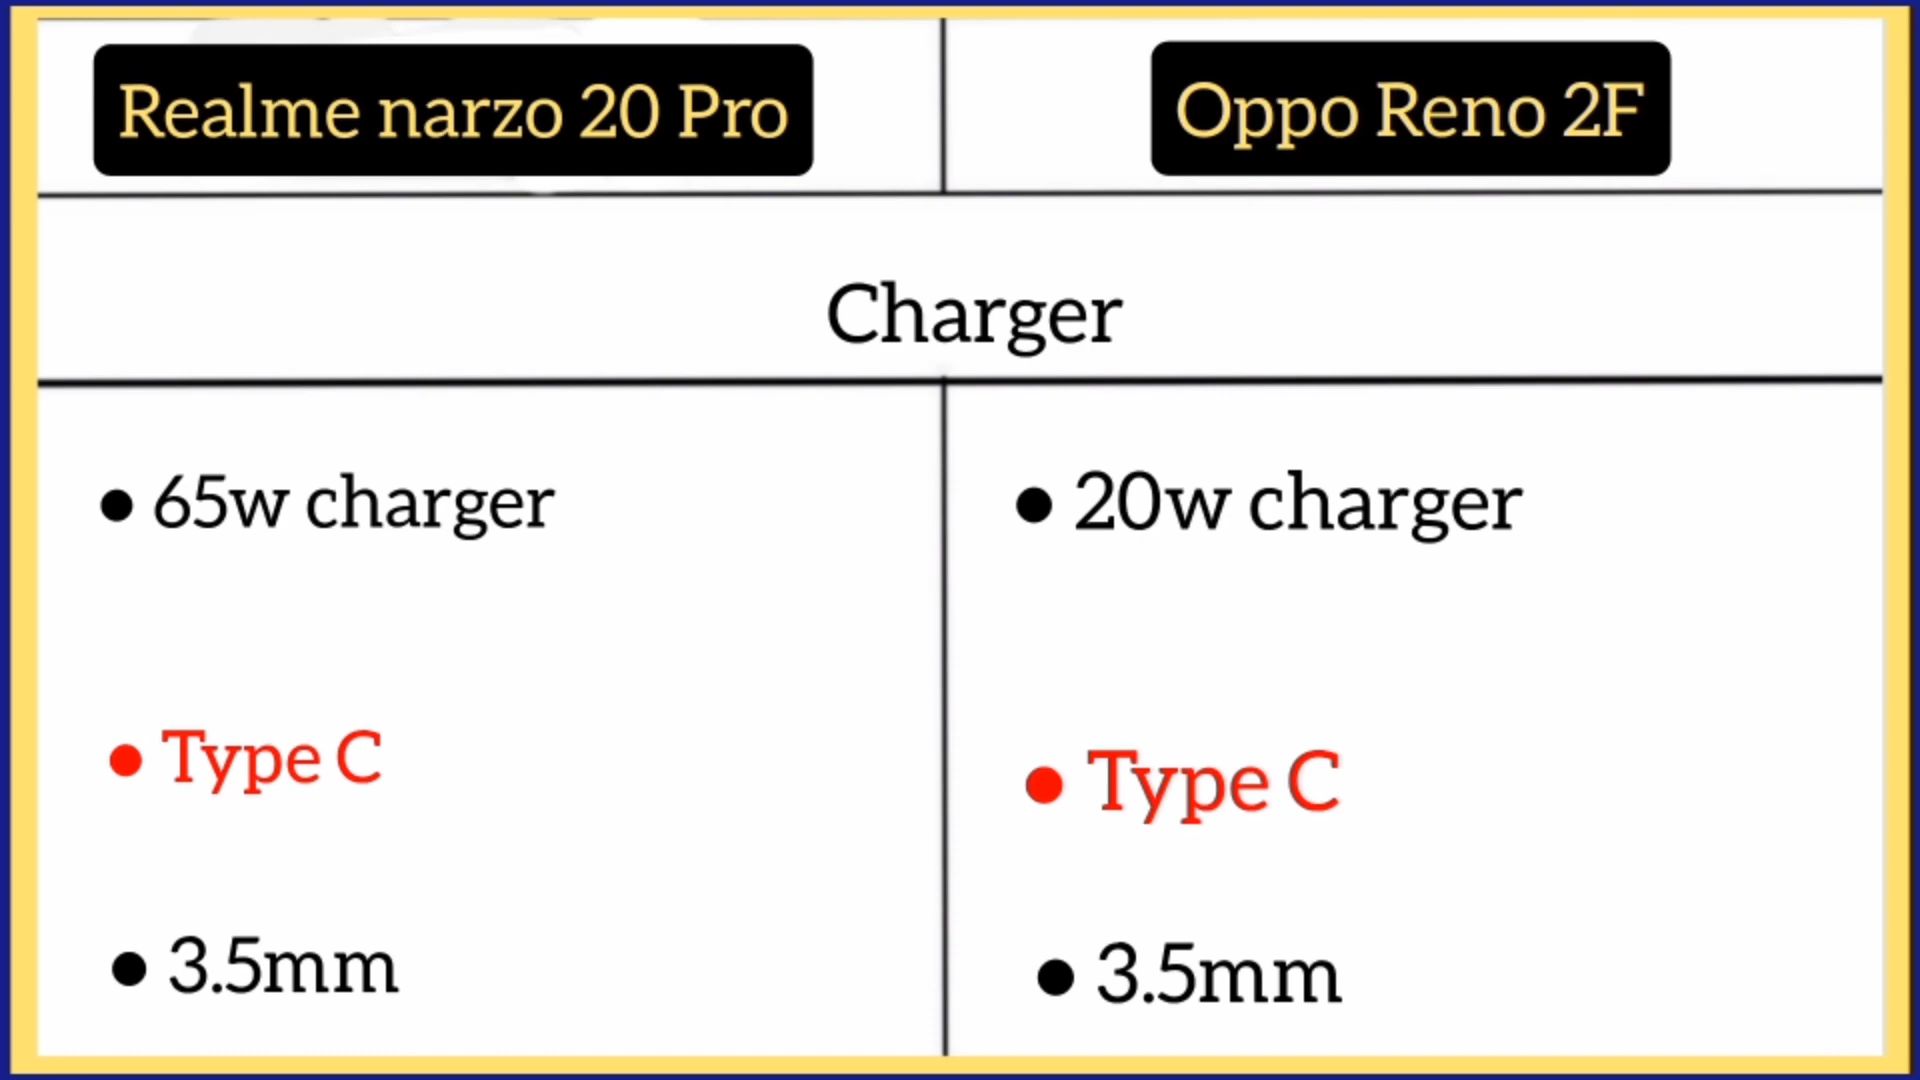 Realme narzo 20 Pro
Oppo Reno 2F
Charger
• 65w charger
• 20w charger
• Type C
• Type C
• 3.5mm
• 3.5mm